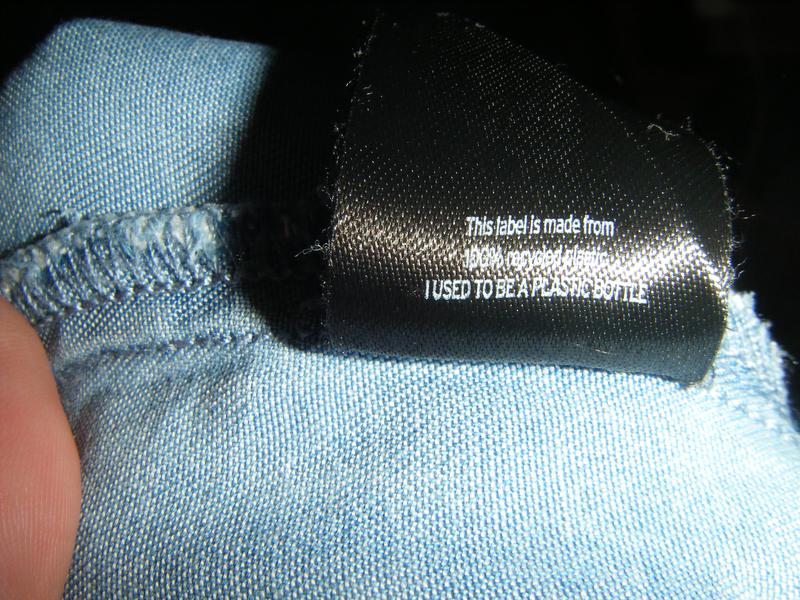 This label is made from
100% recycled plastic
I USED TO BE A PLASTIC BOTTLE